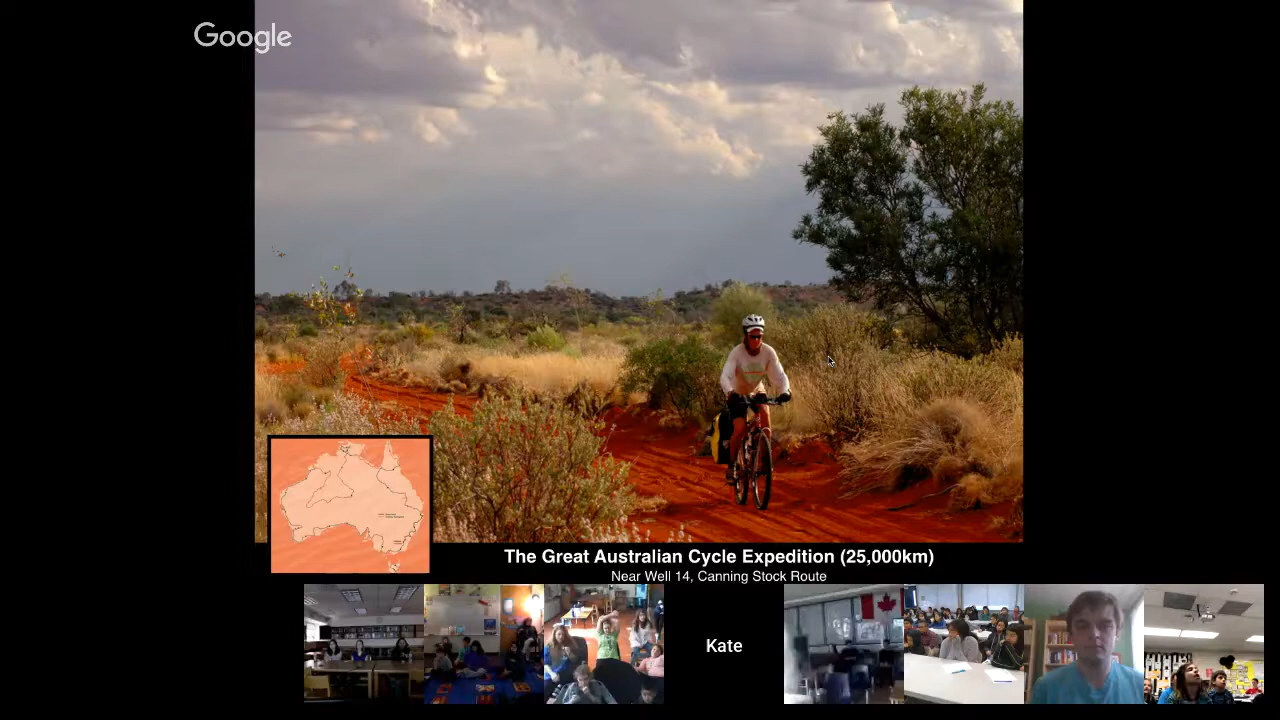 Google
The Great Australian Cycle Expedition (25,000km)
Near Well 14, Canning Stock Route
Kate